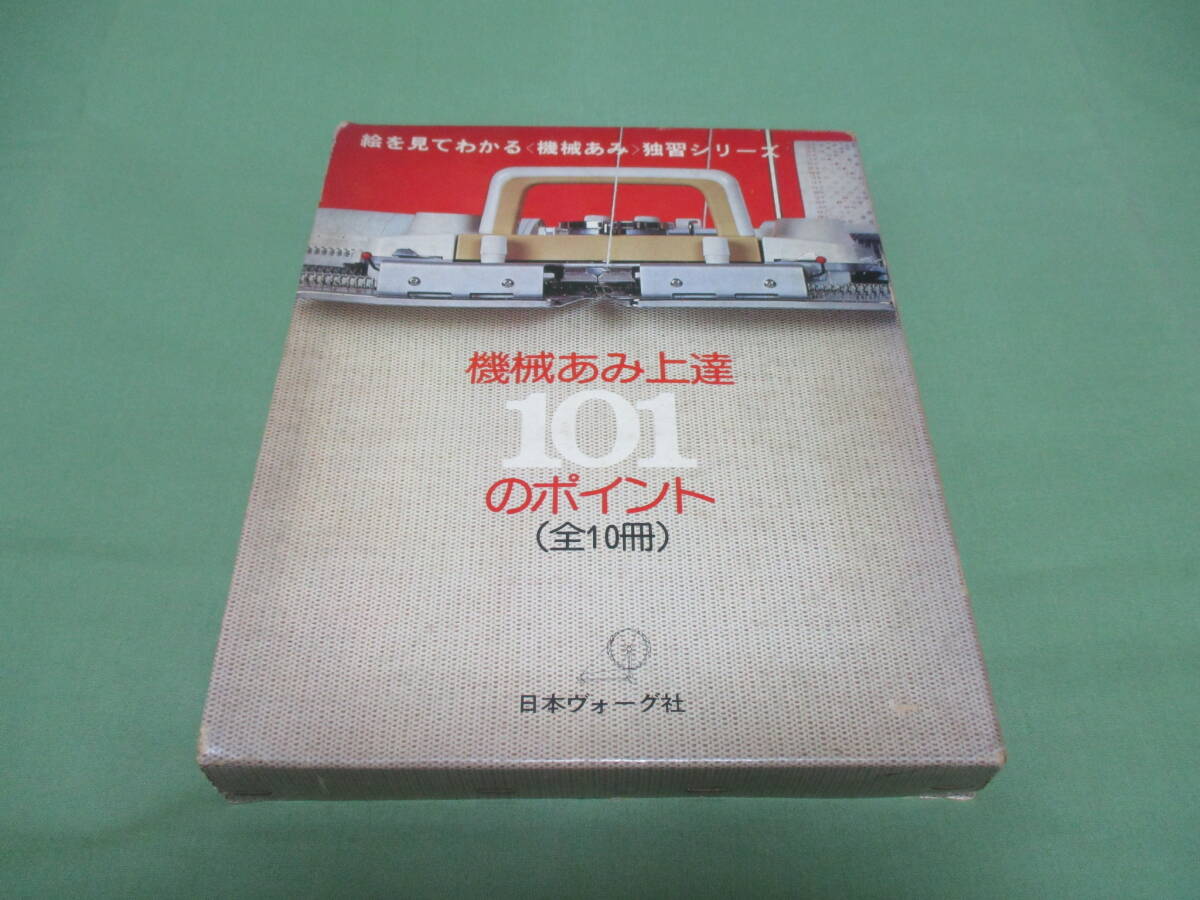 絵を見てわかる〈機械あみ〉独習シリーズ
機械あみ上達
101
のポイント
（全10冊）
日本ヴォーグ社